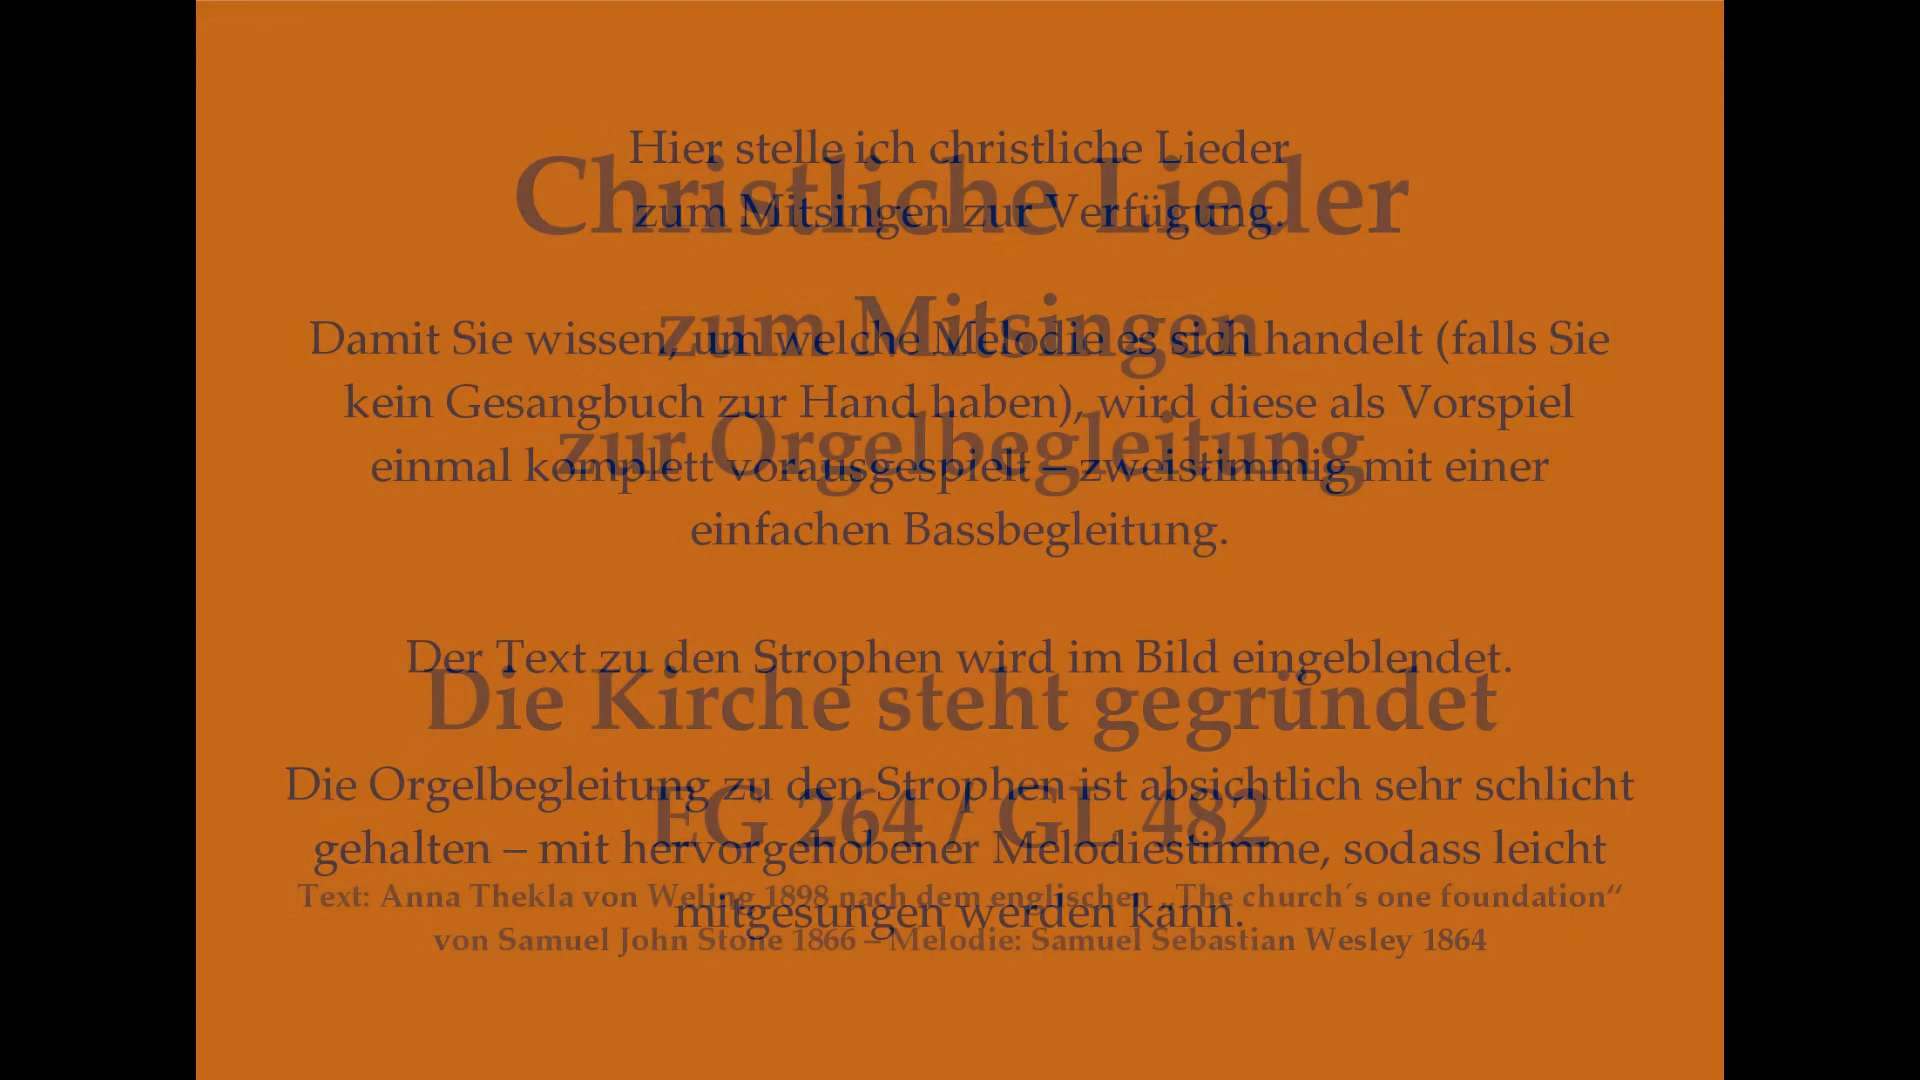 Christliche Lieder
zum Mitsingen
zur Orgelbegleitung
Die Kirche steht gegründet
EG 264 / GL 482
Text: Anna Thekla von Weling 1898 nach dem englischen „The church´s one foundation“
von Samuel John Stone 1866 – Melodie: Samuel Sebastian Wesley 1864
Hier stelle ich christliche Lieder
zum Mitsingen zur Verfügung.
Damit Sie wissen, um welche Melodie es sich handelt (falls Sie
kein Gesangbuch zur Hand haben), wird diese als Vorspiel
einmal komplett vorausgespielt – zweistimmig mit einer
einfachen Bassbegleitung.
Der Text zu den Strophen wird im Bild eingeblendet.
Die Orgelbegleitung zu den Strophen ist absichtlich sehr schlicht
gehalten – mit hervorgehobener Melodiestimme, sodass leicht
mitgesungen werden kann.